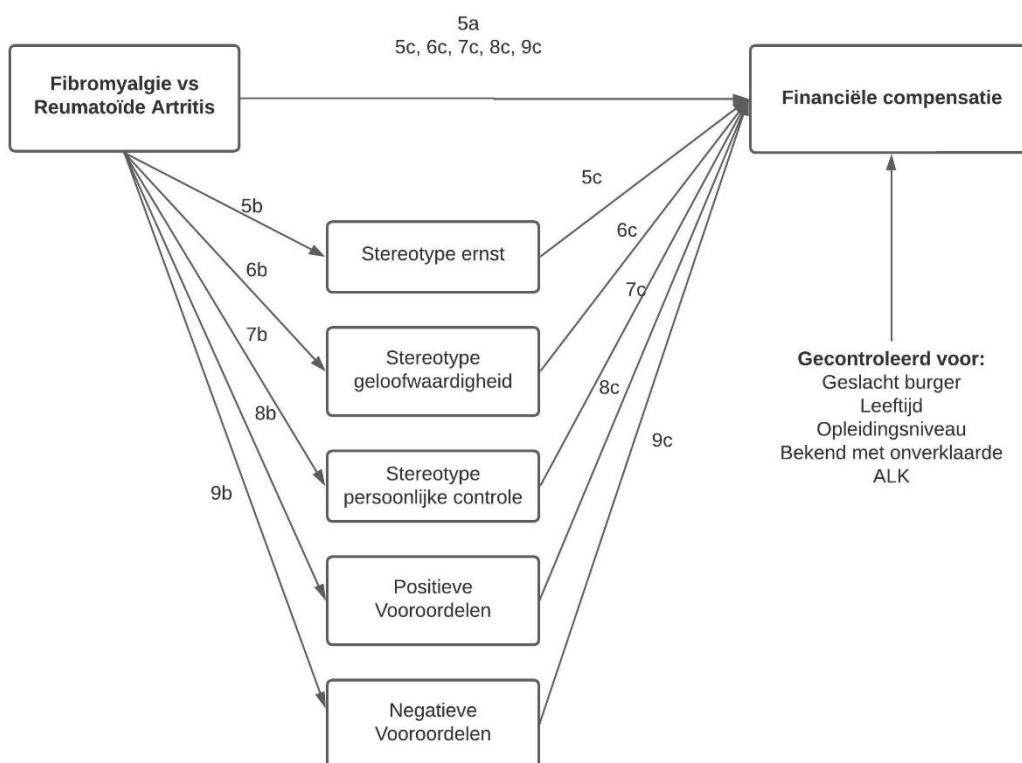 5a
5c, 6c, 7c, 8c, 9c
Fibromyalgie vs
Reumatoïde Artritis
Financiële compensatie
5b
5c
Stereotype ernst
6b
6c
7b
7c
Stereotype
geloofwaardigheid
8b
8c
Gecontroleerd voor:
Geslacht burger
Leeftijd
Opleidingsniveau
Bekend met onverklaarde
ALK
9b
9c
Stereotype
persoonlijke controle
Positieve
Vooroordelen
Negatieve
Vooroordelen